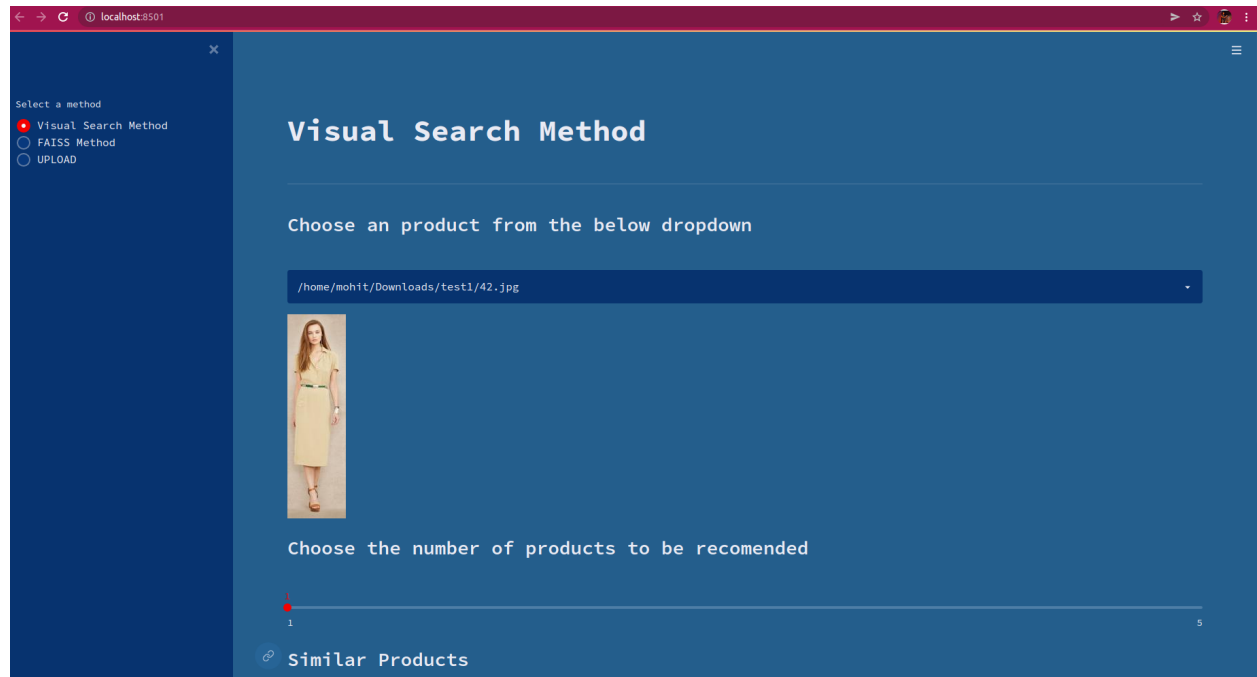 localhost:8501
Select a method
Visual Search Method
FAISS Method
UPLOAD
Visual Search Method
Choose an product from the below dropdown
/home/mohit/Downloads/test1/42.jpg
Choose the number of products to be recomended
1
1
5
Similar Products